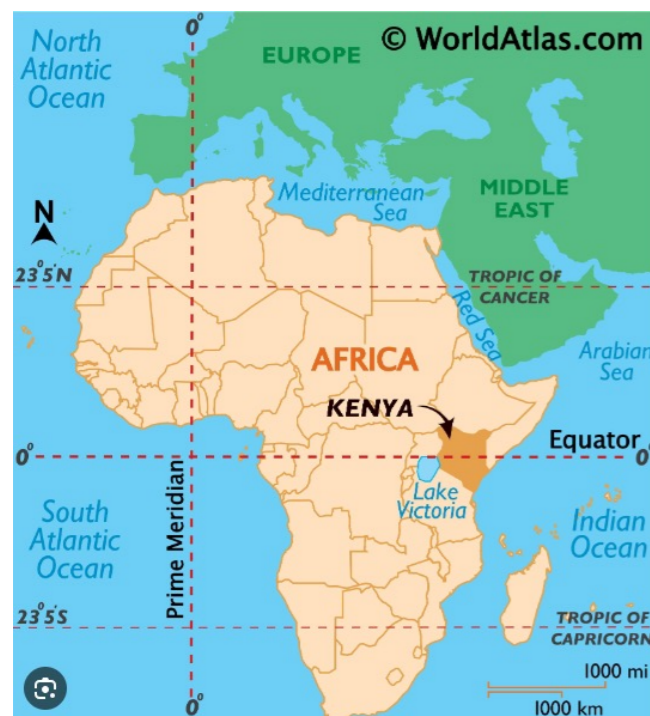 0°
© WorldAtlas.com
North
Atlantic
Ocean
EUROPE
Mediterranean
Sea
MIDDLE
EAST
N
23°5'N
TROPIC OF
CANCER
Red Sea
Arabian
Sea
AFRICA
KENYA
Equator
0°
0°
Lake
Victoria
Prime Meridian
South
Atlantic
Ocean
Indian
Ocean
23°5'S
TROPIC OF
CAPRICORN
1000 mi
1000 km
0°